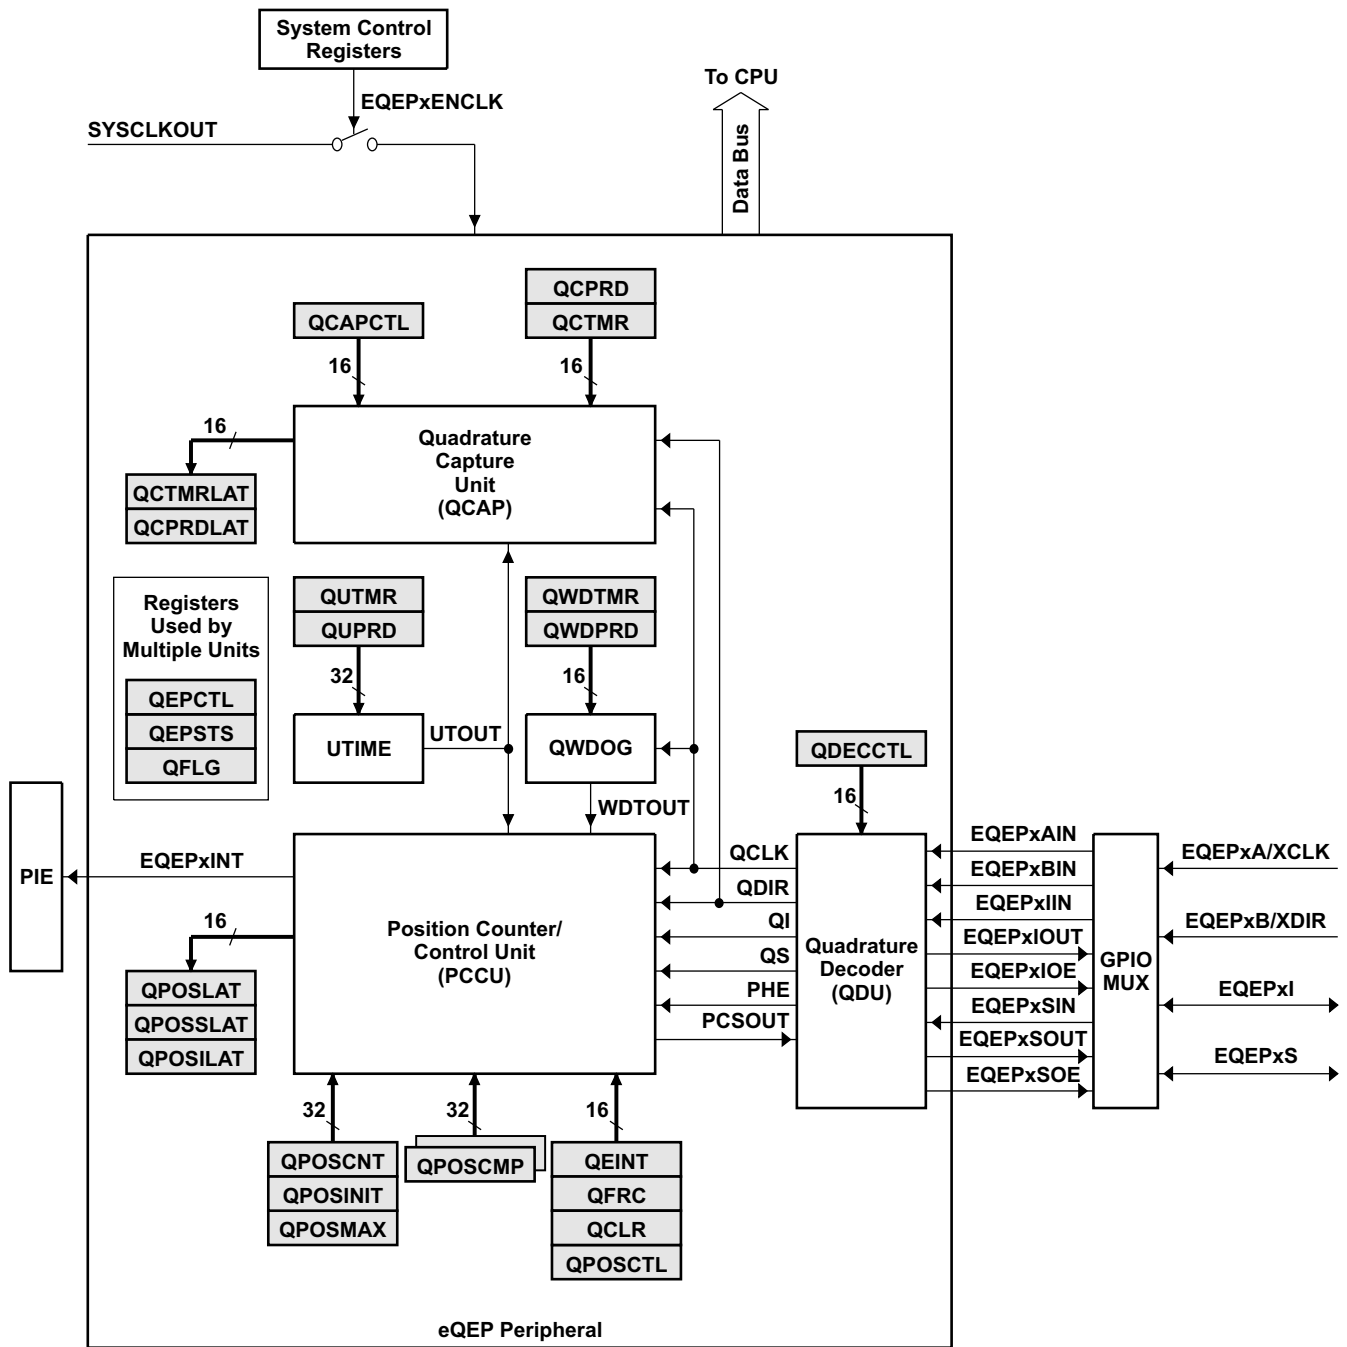 System Control
Registers
To CPU
EQEPxENCLK
SYSCLKOUT
Data Bus
QCPRD
QCAPCTL
QCTMR
16
16
16
Quadrature
Capture
Unit
(QCAP)
QCTMRLAT
QCPRDLAT
Registers
Used by
Multiple Units
QEPCTL
QEPSTS
QFLG
QUTMR
QUPRD
QWDTMR
QWDPRD
32
16
UTIME
UTOUT
QWDOG
QDECCTL
WDTOUT
16
PIE
EQEPxINT
16
Position Counter/
Control Unit
(PCCU)
QCLK
QDIR
QI
QS
PHE
PCSOUT
Quadrature
Decoder
(QDU)
EQEPxAIN
EQEPxBIN
EQEPxIIN
EQEPxIOUT
EQEPxIOE
EQEPxSIN
EQEPxSOUT
EQEPxSOE
GPIO
MUX
EQEPxA/XCLK
EQEPxB/XDIR
EQEPxI
EQEPxS
QPOSLAT
QPOSSLAT
QPOSILAT
32
32
16
QPOSCNT
QPOSINIT
QPOSMAX
QPOSCMP
QEINT
QFRC
QCLR
QPOSCTL
eQEP Peripheral